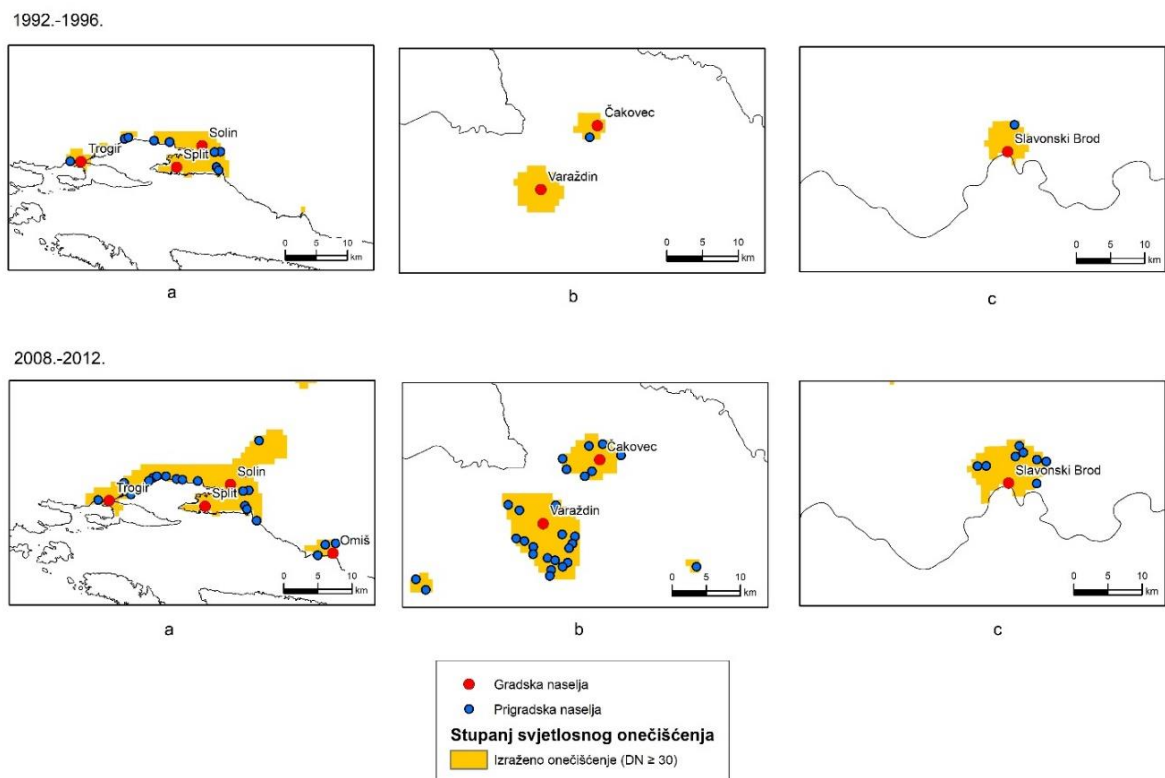 1992.-1996.
Solin
Trogir
Split
0 5 10
km
a
Čakovec
Varaždin
0 5 10
km
b
Slavonski Brod
0 5 10
km
c
2008.-2012.
Solin
Trogir
Split
Omiš
0 5 10
km
a
Čakovec
Varaždin
0 5 10
km
b
Slavonski Brod
0 5 10
km
c
Gradska naselja
Prigradska naselja
Stupanj svjetlosnog onečišćenja
Izraženo onečišćenje (DN ≥ 30)